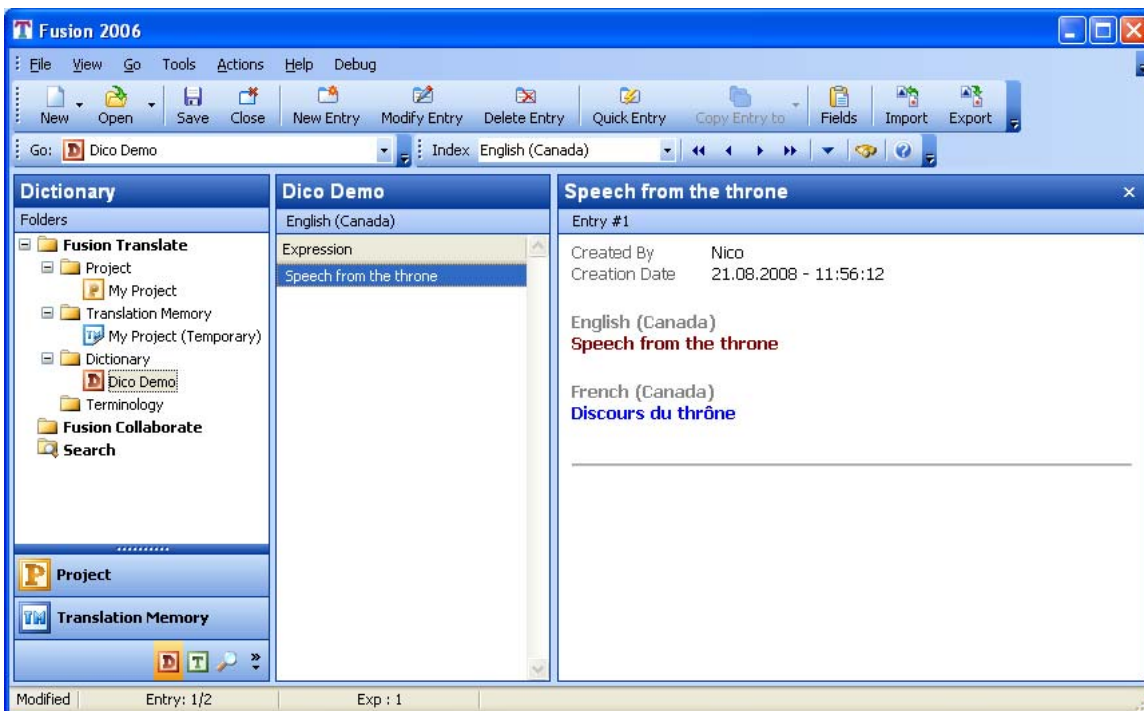 Fusion 2006
File View Go Tools Actions Help Debug
New Open Save Close New Entry Modify Entry Delete Entry Quick Entry Copy Entry to Fields Import Export
Go: D Dico Demo Index English (Canada)
Dictionary
Folders
Fusion Translate
Project
My Project
Translation Memory
My Project (Temporary)
Dictionary
Dico Demo
Terminology
Fusion Collaborate
Search
Project
Translation Memory
Dico Demo
English (Canada)
Expression
Speech from the throne
Speech from the throne
Entry #1
Created By Nico
Creation Date 21.08.2008 - 11:56:12
English (Canada)
Speech from the throne
French (Canada)
Discours du thrône
Modified Entry: 1/2 Exp : 1